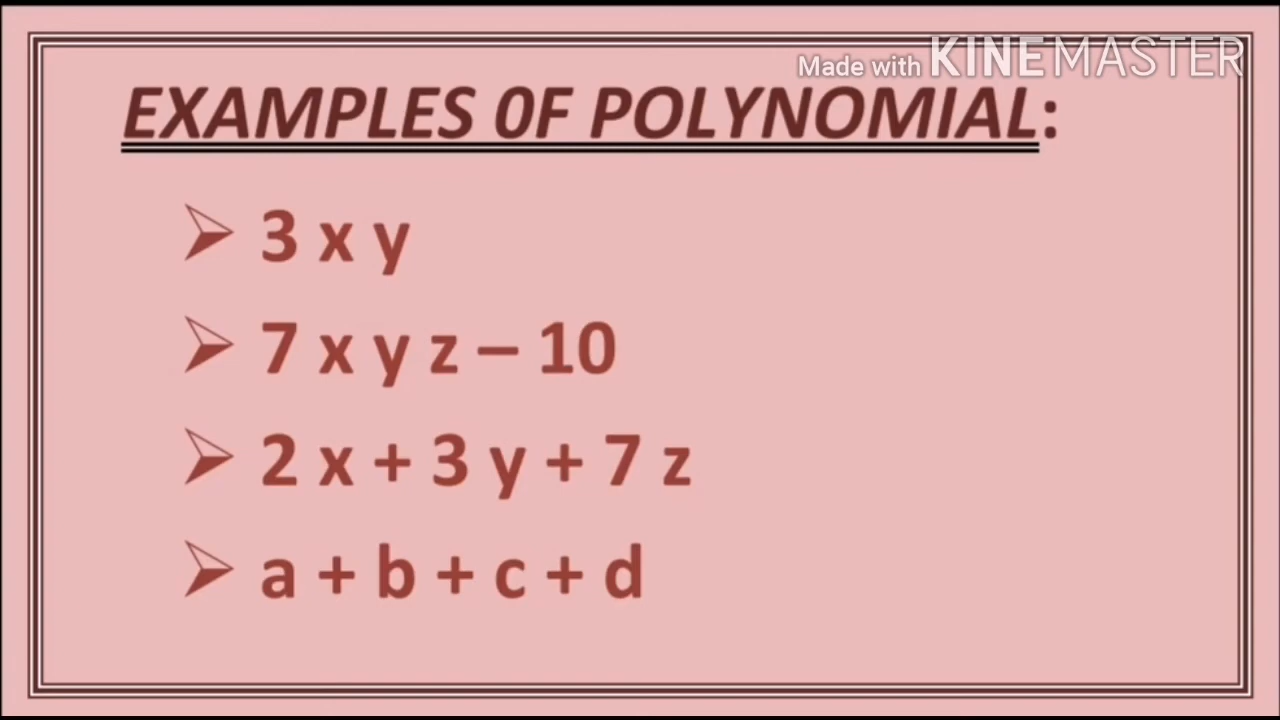 Made with KINEMASTER
EXAMPLES 0F POLYNOMIAL:
➢ 3 x y
➢ 7 x y z – 10
➢ 2 x + 3 y + 7 z
➢ a + b + c + d